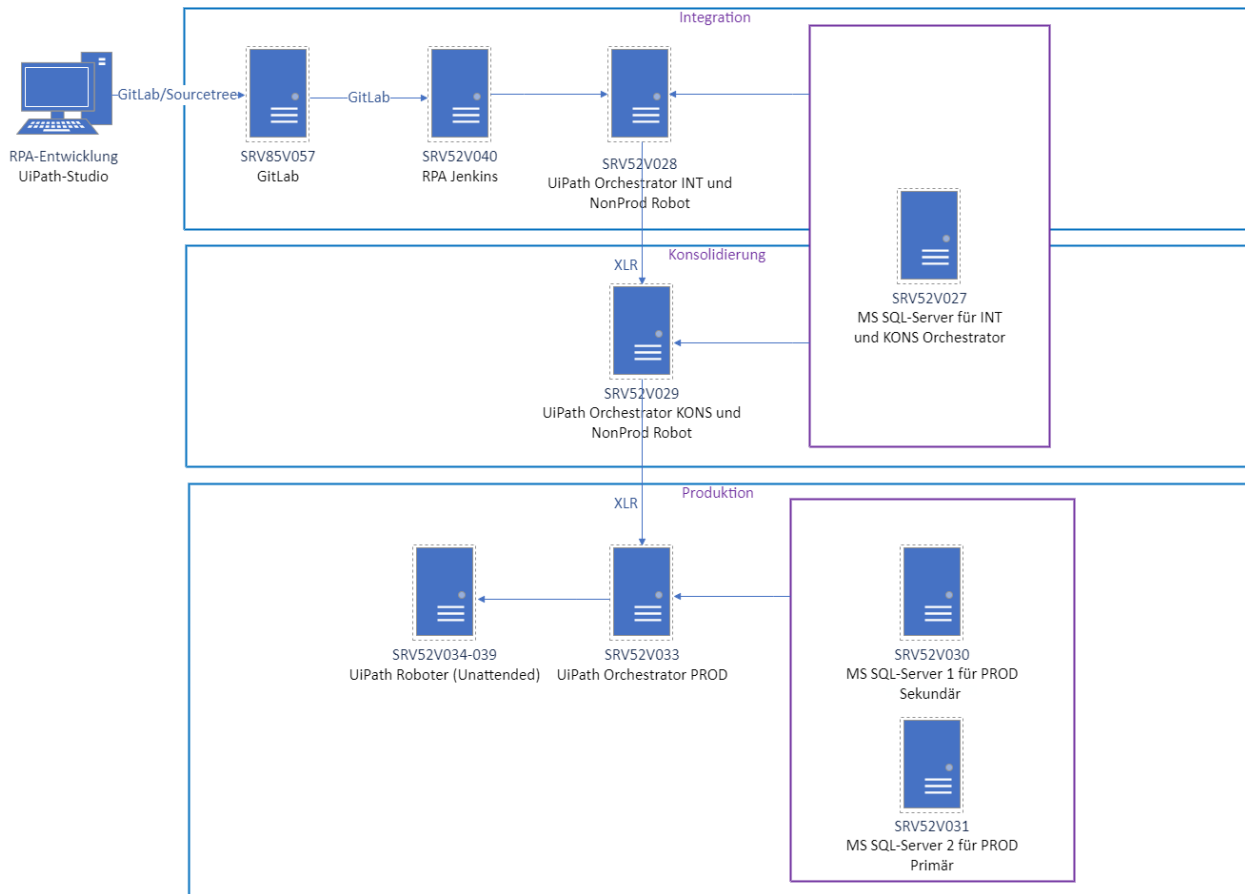 Integration
GitLab/Sourcetree
GitLab
RPA-Entwicklung
UiPath-Studio
SRV85V057
GitLab
SRV52V040
RPA Jenkins
SRV52V028
UiPath Orchestrator INT und
NonProd Robot
Konsolidierung
XLR
SRV52V027
MS SQL-Server für INT
und KONS Orchestrator
SRV52V029
UiPath Orchestrator KONS und
NonProd Robot
Produktion
XLR
SRV52V034-039
UiPath Roboter (Unattended)
SRV52V033
UiPath Orchestrator PROD
SRV52V030
MS SQL-Server 1 für PROD
Sekundär
SRV52V031
MS SQL-Server 2 für PROD
Primär